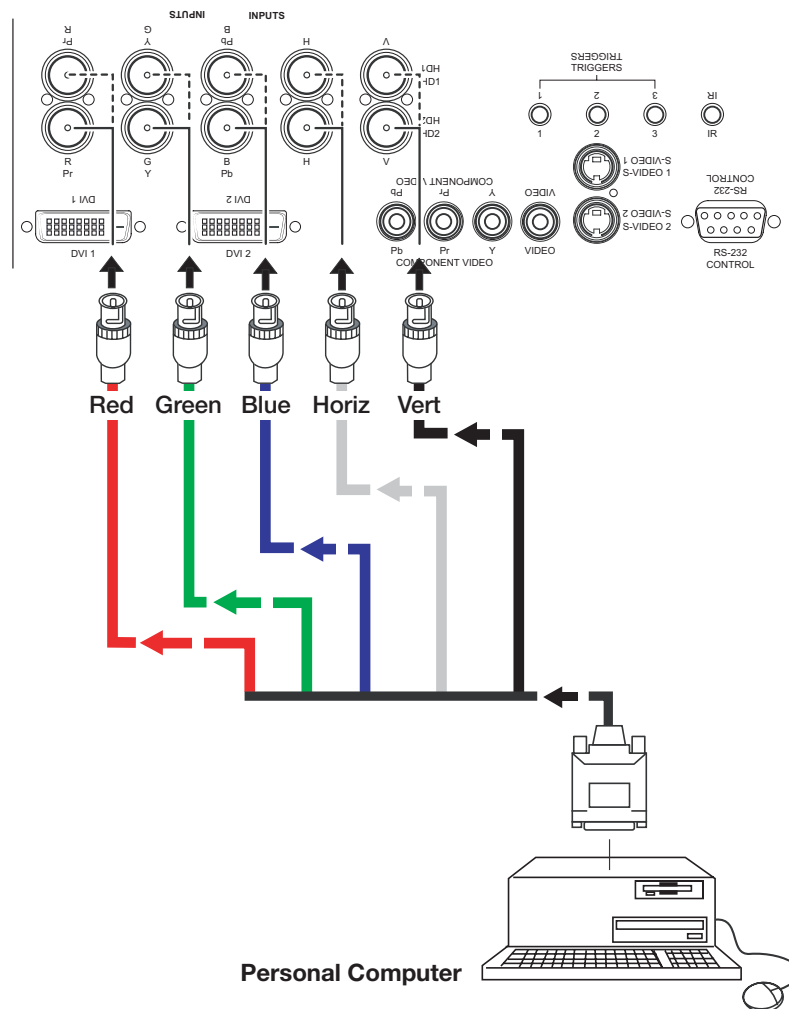 INPUTS INPUTS
R G B H V
Pr Y Pb
HD1
HD1
HD2
HD2
R G B H V
Pr Y Pb
TRIGGERS
TRIGGERS
1 2 3 IR
1 2 3 IR
S-VIDEO 1
S-VIDEO 1
S-VIDEO 2
S-VIDEO 2
RS-232
CONTROL
RS-232
CONTROL
DVI 1 DVI 2
DVI 1 DVI 2
COMPONENT VIDEO
Pb Pr Y VIDEO
Pb Pr Y VIDEO
COMPONENT VIDEO
Red Green Blue Horiz Vert
Personal Computer